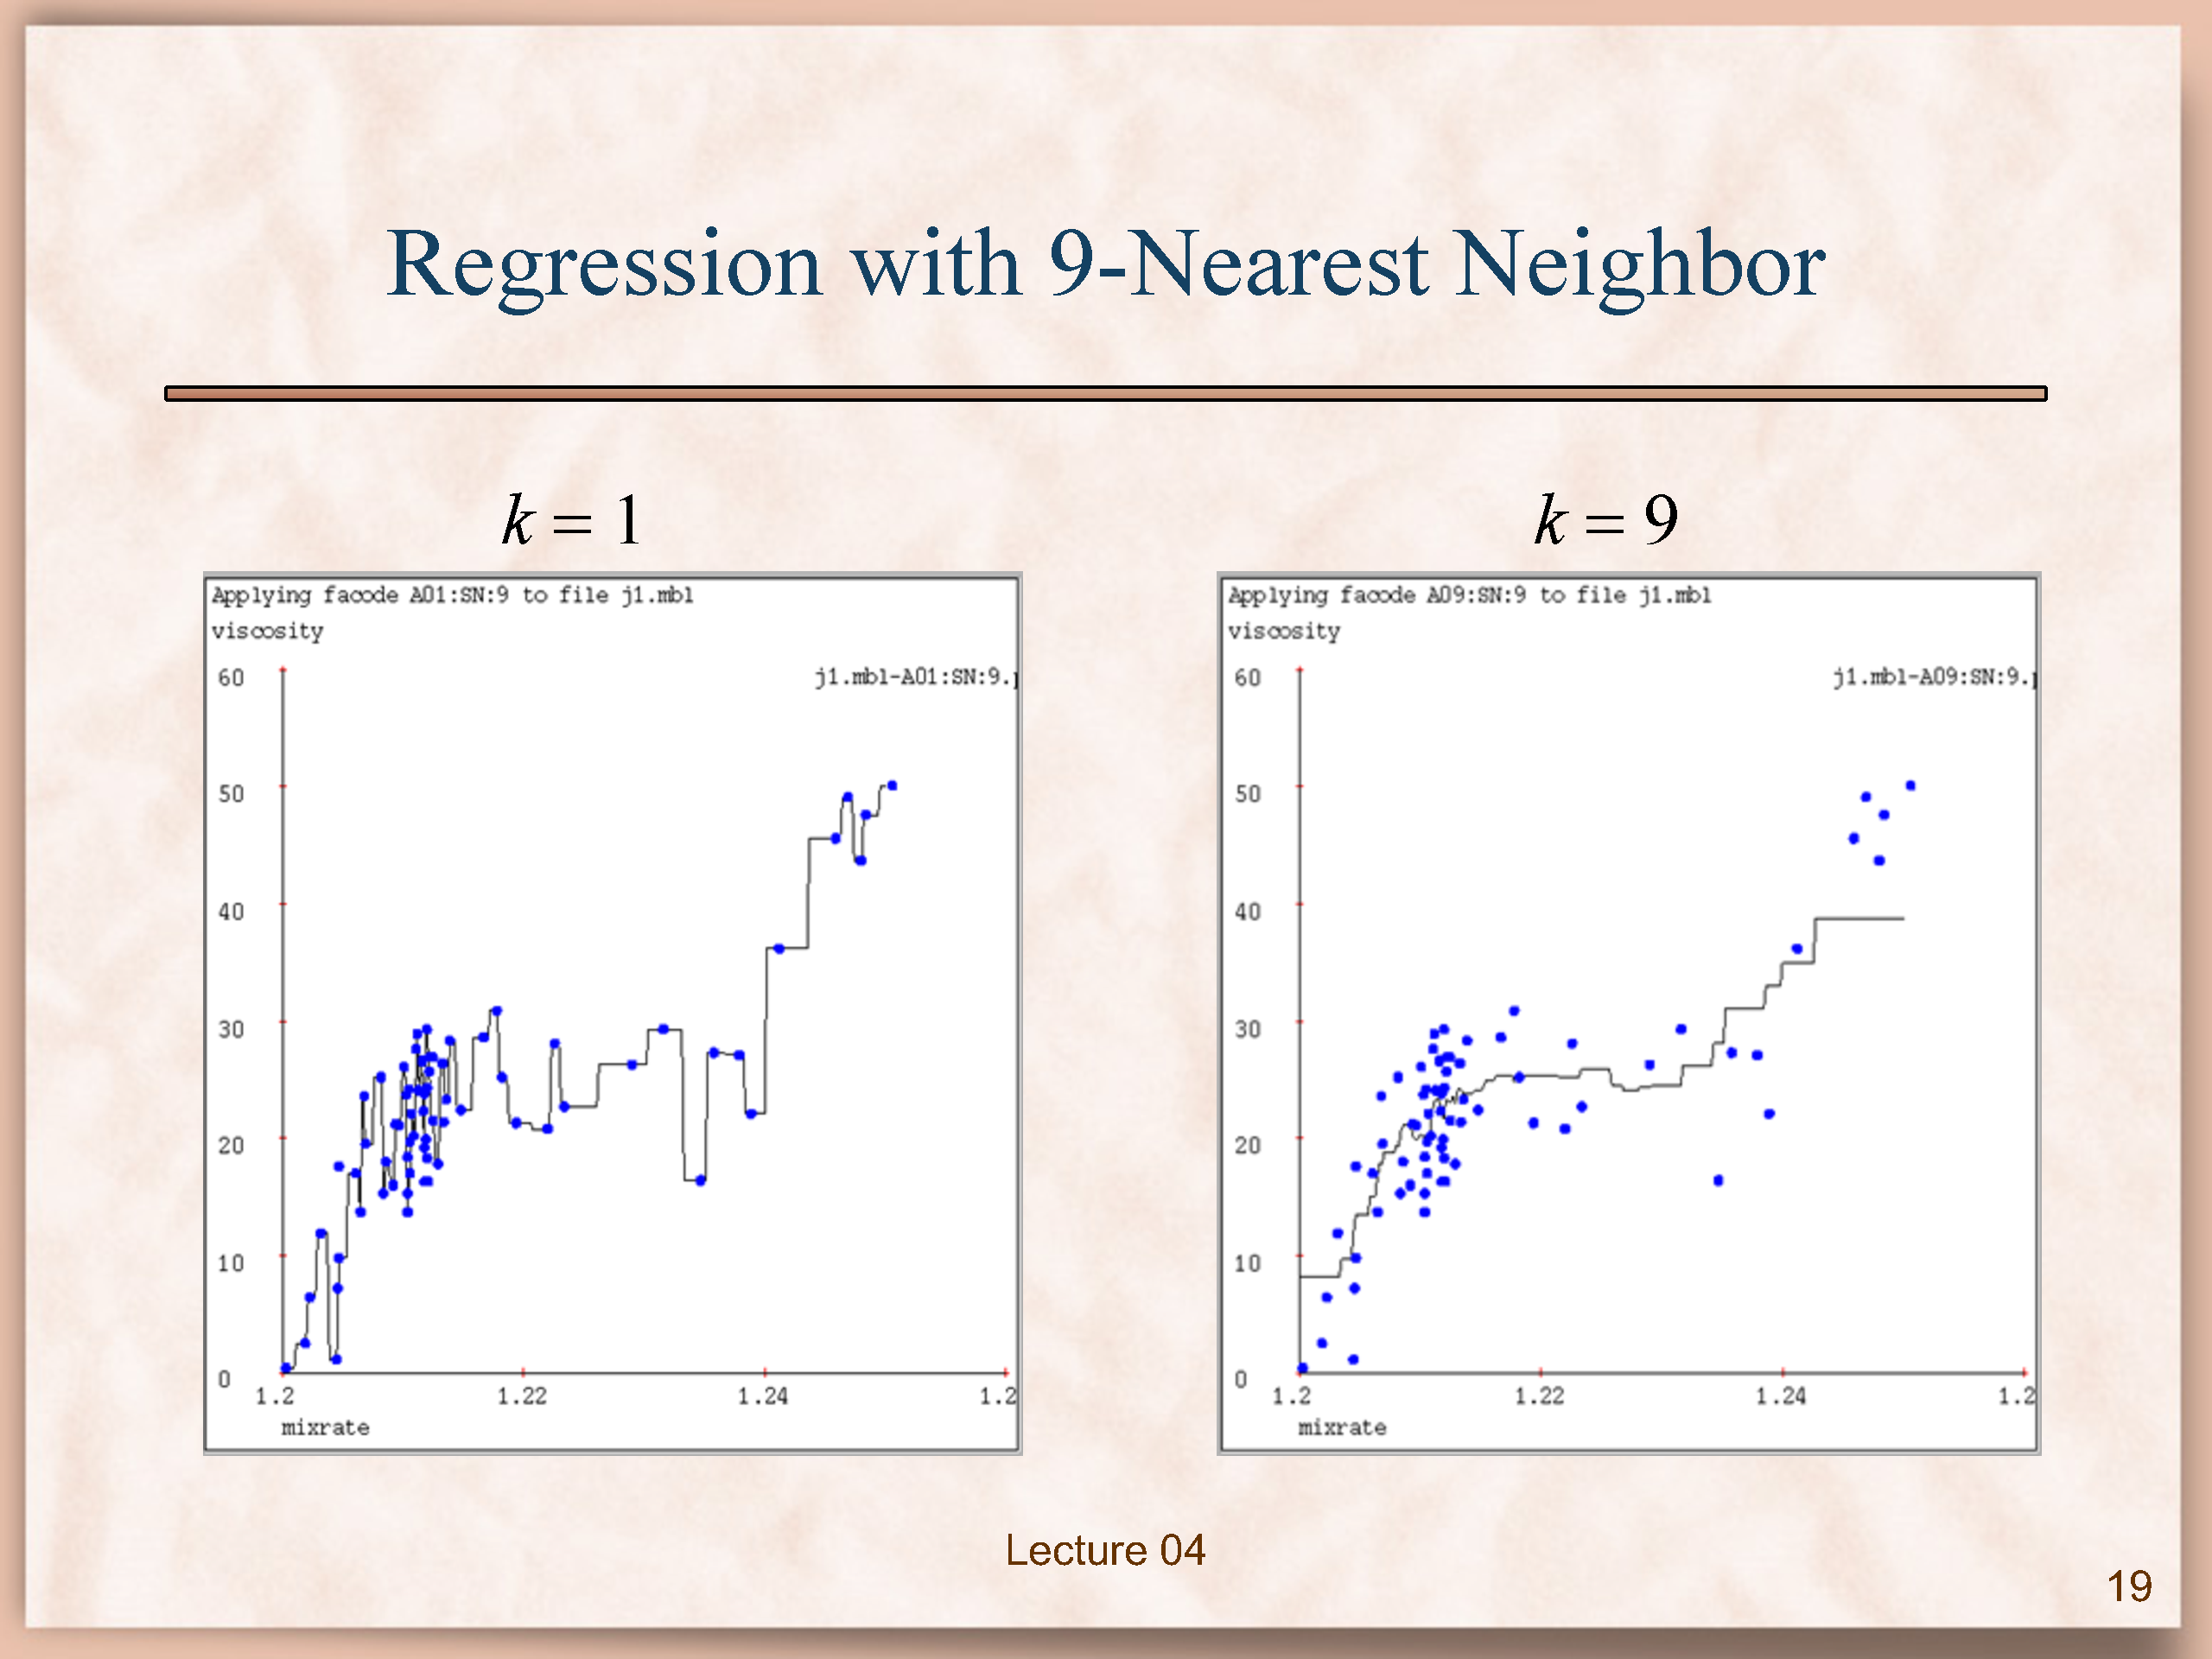 Regression with 9-Nearest Neighbor
k = 1
Applying facode A01:SN:9 to file j1.mbl
viscosity
j1.mbl-A01:SN:9.
60
50
40
30
20
10
0
1.2 1.22 1.24 1.2
mixrate
k = 9
Applying facode A09:SN:9 to file j1.mbl
viscosity
j1.mbl-A09:SN:9.
60
50
40
30
20
10
0
1.2 1.22 1.24 1.2
mixrate
Lecture 04
19